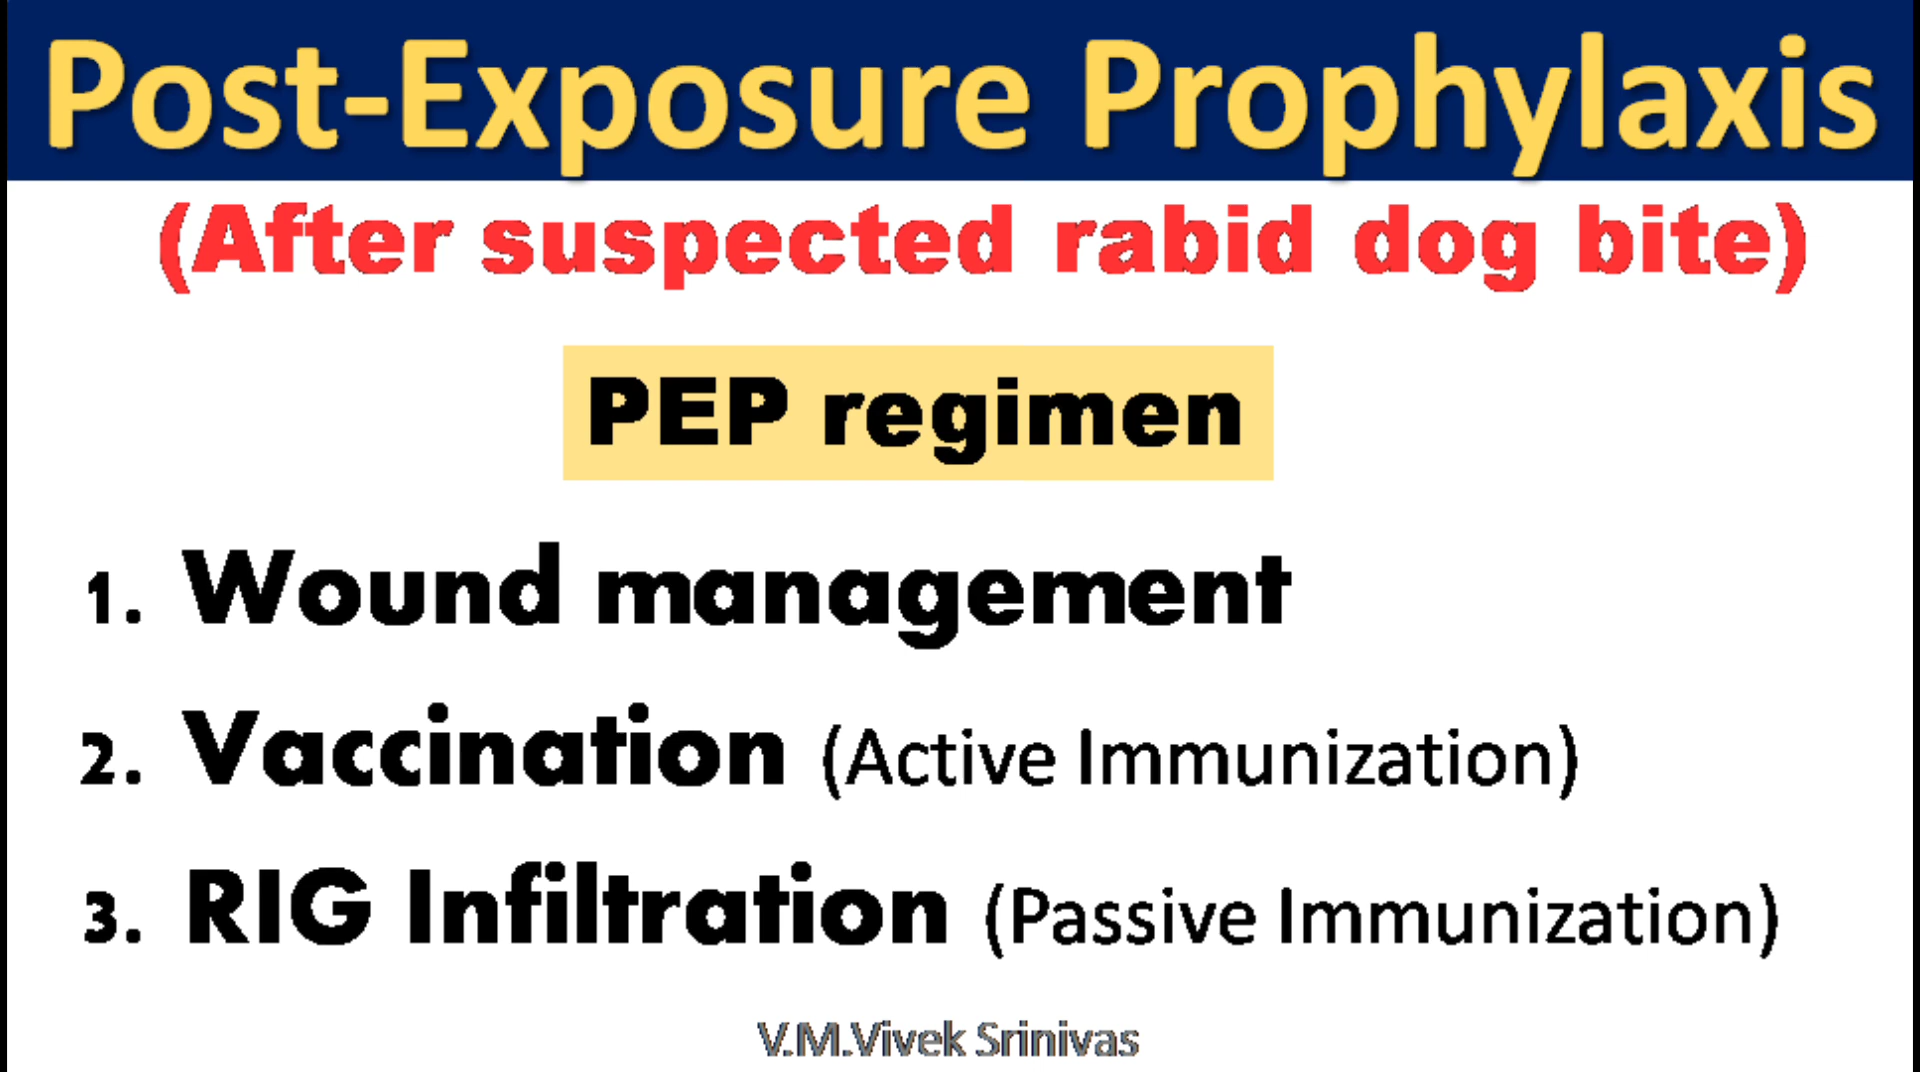 Post-Exposure Prophylaxis
(After suspected rabid dog bite)
PEP regimen
1. Wound management
2. Vaccination (Active Immunization)
3. RIG Infiltration (Passive Immunization)
V.M.Vivek Srinivas